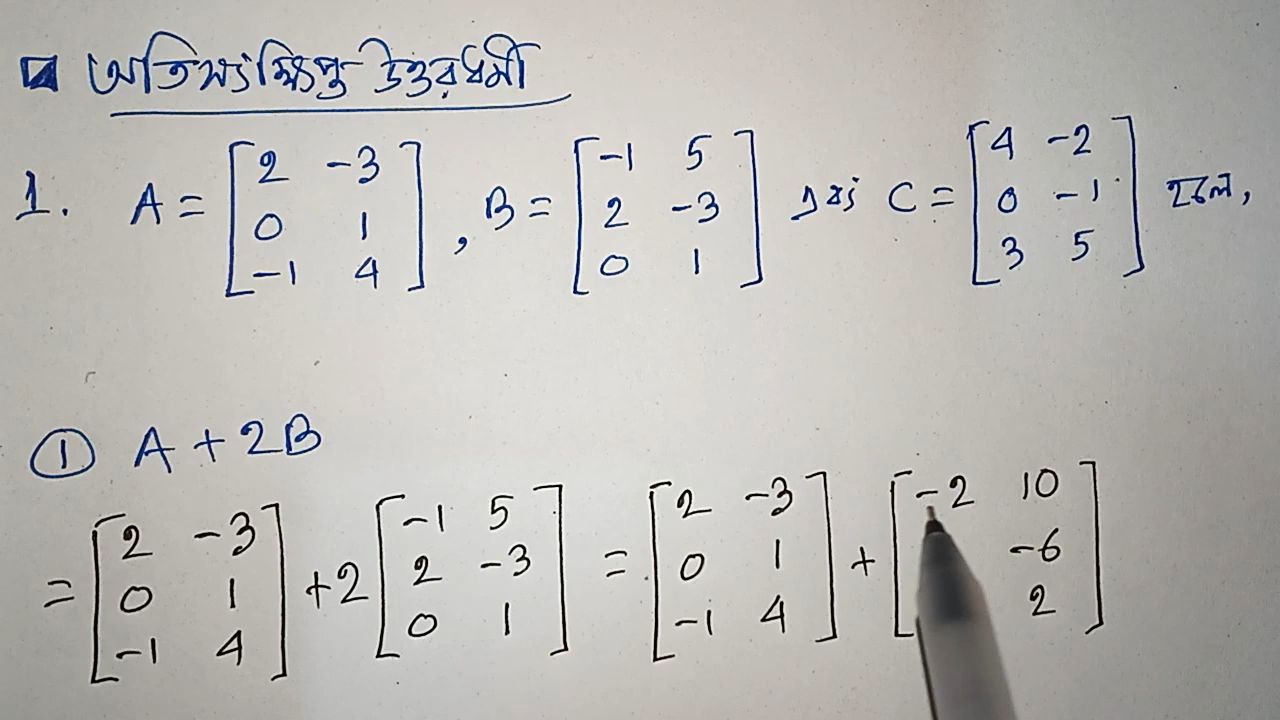 অতিসংক্ষিপ্ত উত্তরধর্মী
1. A = [2 -3; 0 1; -1 4], B = [-1 5; 2 -3; 0 1] এবং C = [4 -2; 0 -1; 3 5] হলে,
① A + 2B
= [2 -3; 0 1; -1 4] + 2 [-1 5; 2 -3; 0 1] = [2 -3; 0 1; -1 4] + [-2 10; -6; 2]